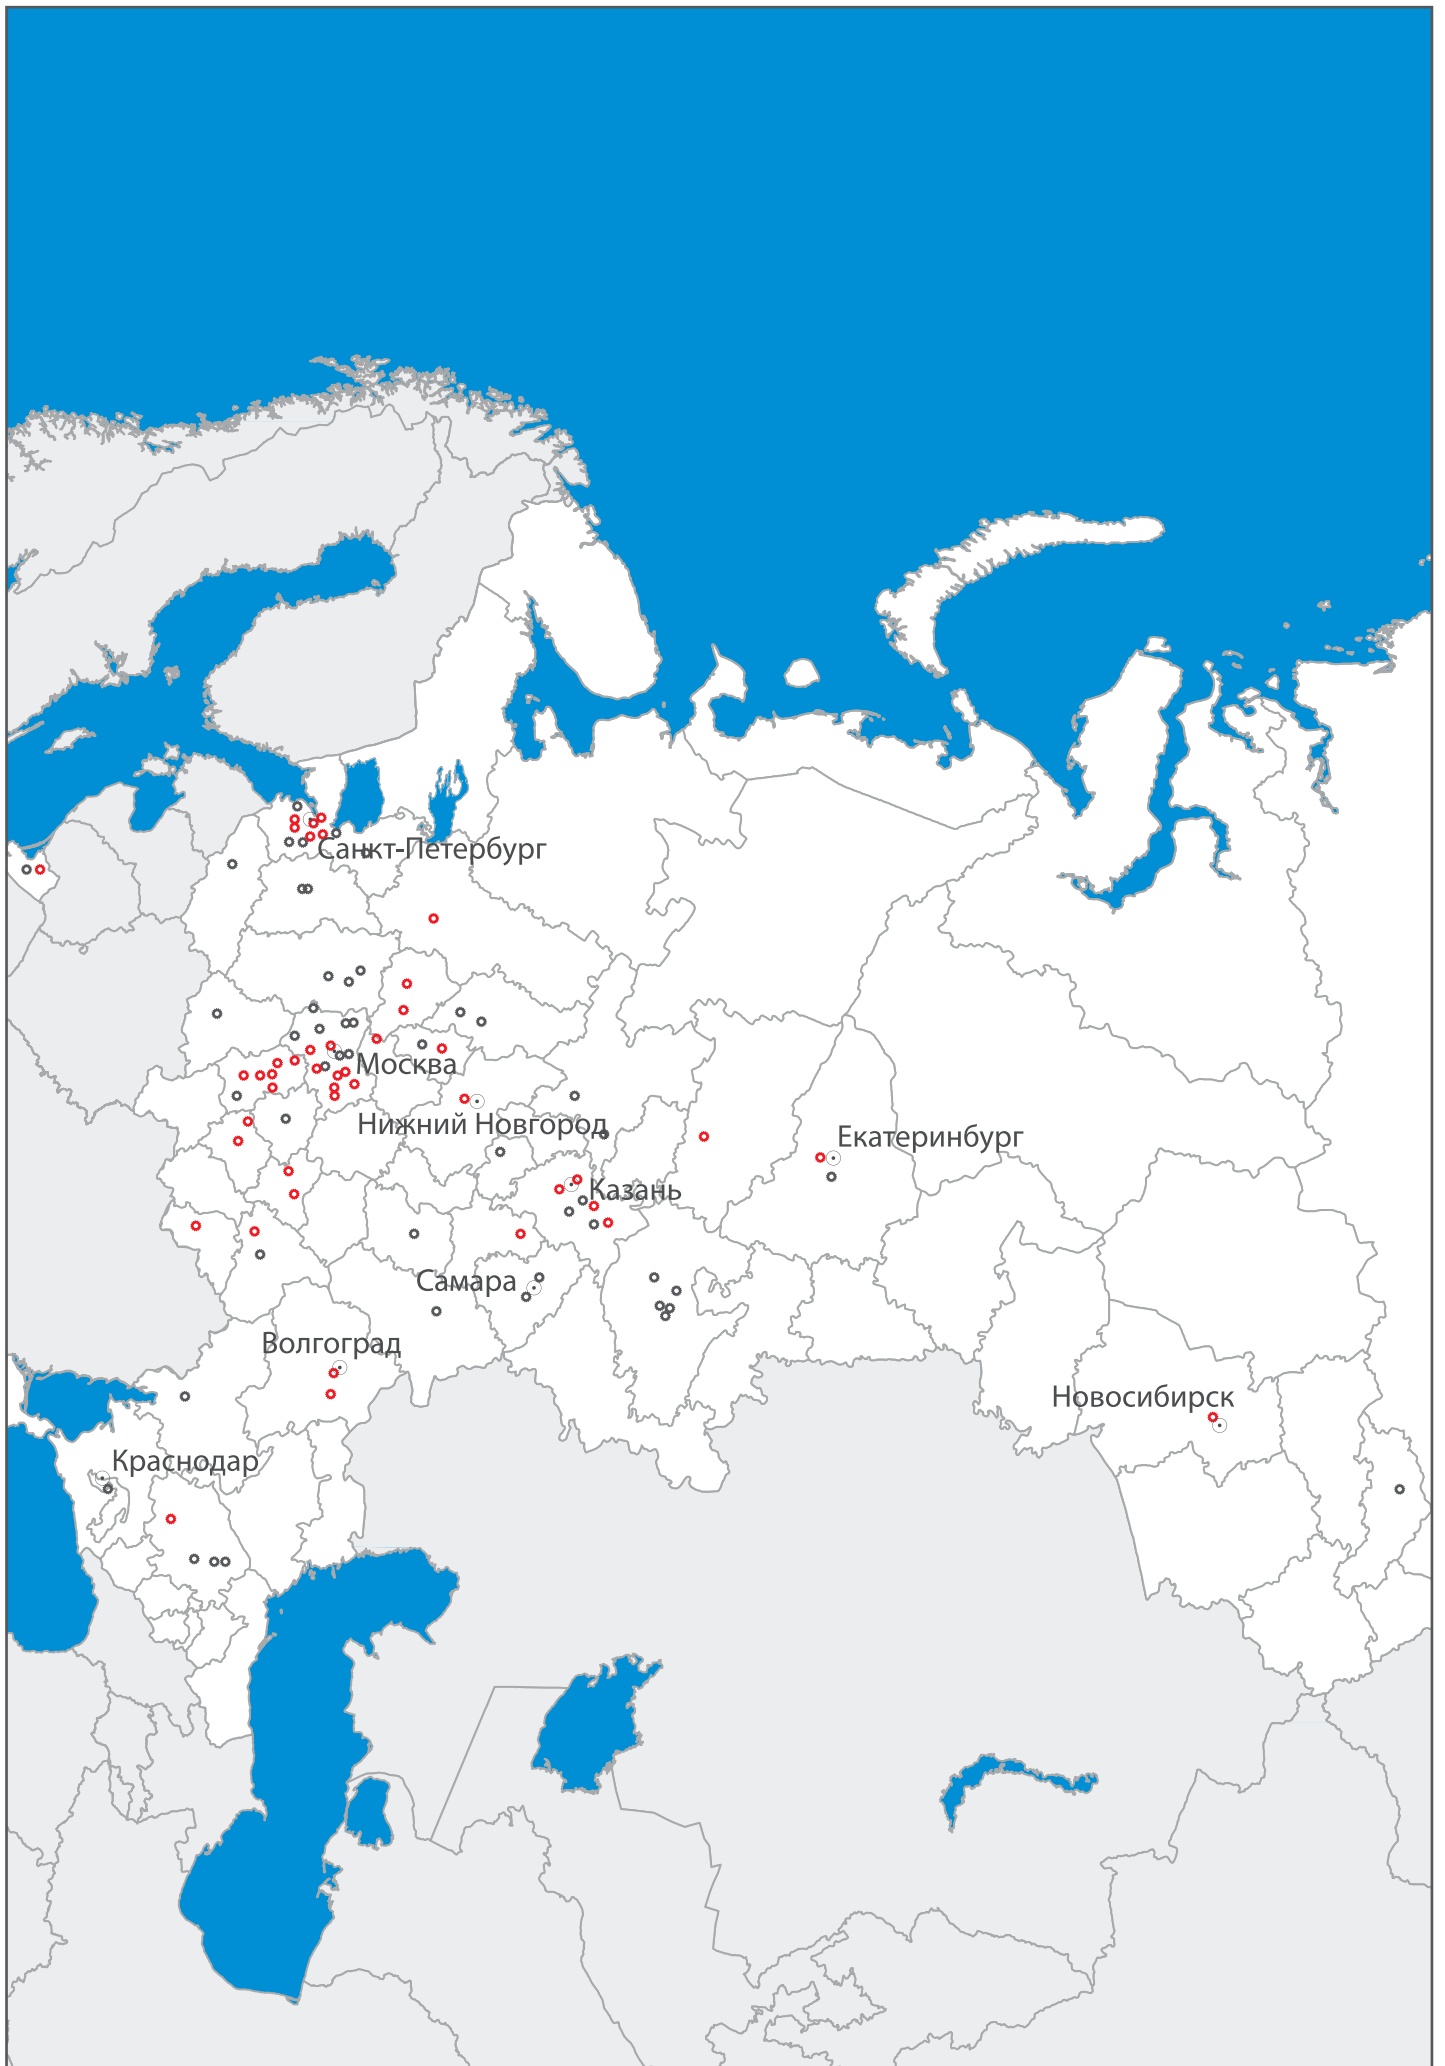 Санкт-Петербург
Москва
Нижний Новгород
Екатеринбург
Казань
Самара
Волгоград
Новосибирск
Краснодар